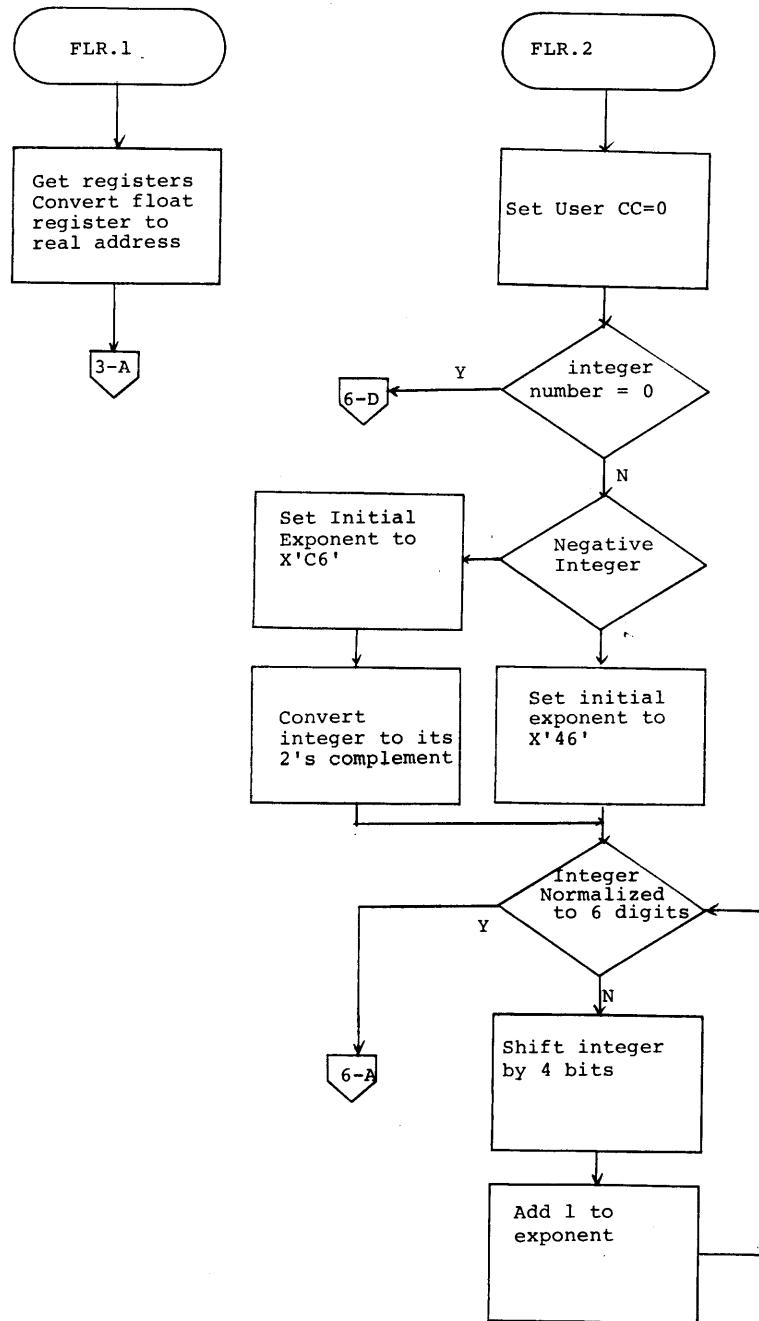 FLR.1
Get registers
Convert float
register to
real address
3-A
FLR.2
Set User CC=0
integer
number = 0
Y
6-D
N
Negative
Integer
Set Initial
Exponent to
X'C6'
Convert
integer to its
2's complement
Set initial
exponent to
X'46'
Integer
Normalized
to 6 digits
Y
6-A
N
Shift integer
by 4 bits
Add 1 to
exponent